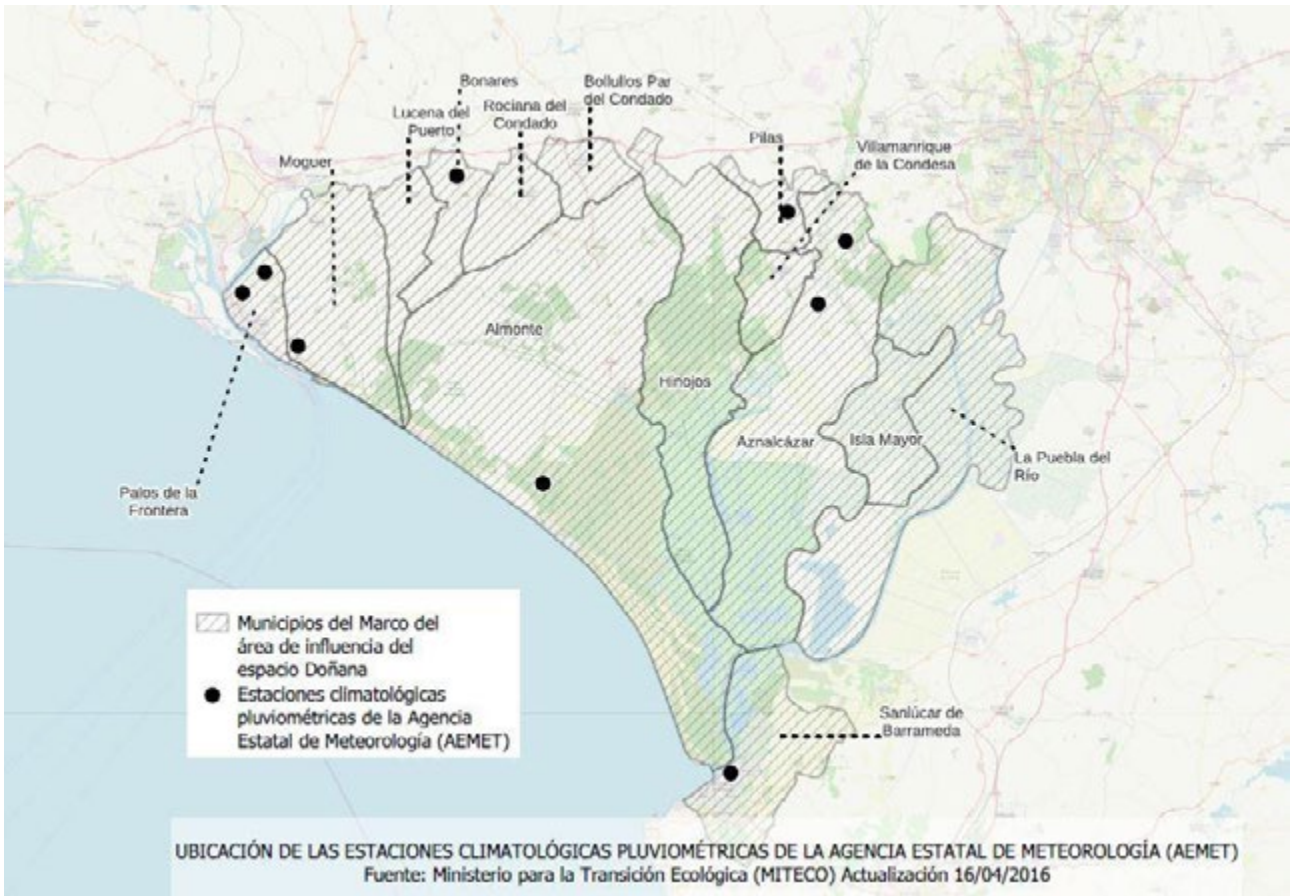 Bonares
Bollullos Par
del Condado
Lucena del
Puerto
Rociana del
Condado
Pilas
Villamanrique
de la Condesa
Moguer
Almonte
Hinojos
Aznalcázar
Isla Mayor
La Puebla del
Río
Palos de la
Frontera
Municipios del Marco del
área de influencia del
espacio Doñana
Estaciones climatológicas
pluviométricas de la Agencia
Estatal de Meteorología (AEMET)
Sanlúcar de
Barrameda
UBICACIÓN DE LAS ESTACIONES CLIMATOLÓGICAS PLUVIOMÉTRICAS DE LA AGENCIA ESTATAL DE METEOROLOGÍA (AEMET)
Fuente: Ministerio para la Transición Ecológica (MITECO) Actualización 16/04/2016